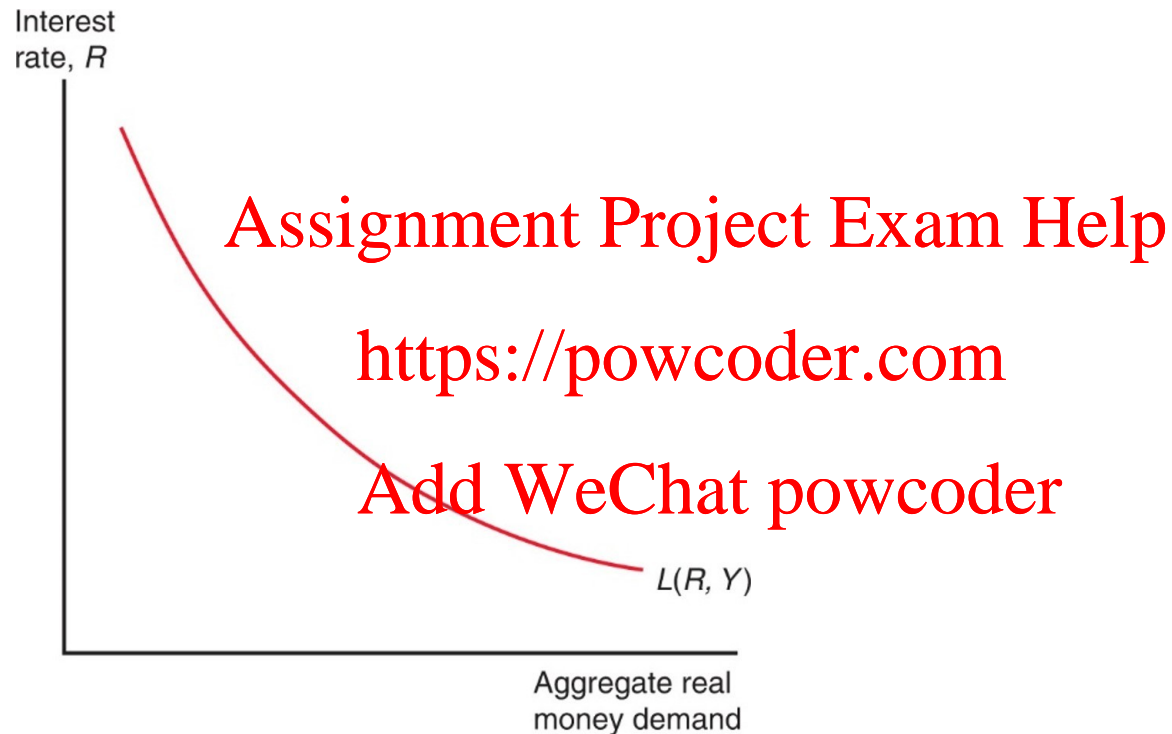 Interest
rate, R
Assignment Project Exam Help
https://powcoder.com
Add WeChat powcoder
L(R, Y)
Aggregate real
money demand